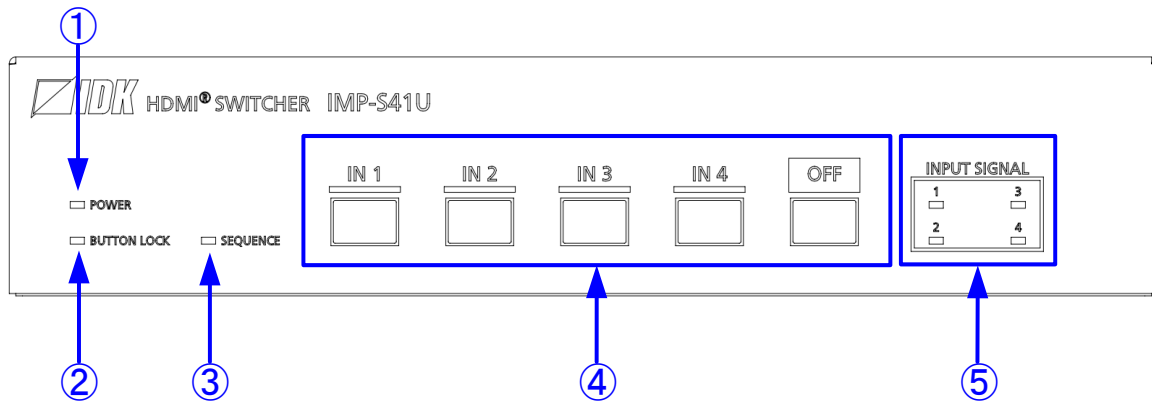 ①
IDK HDMI® SWITCHER IMP-S41U
IN 1 IN 2 IN 3 IN 4 OFF
INPUT SIGNAL
1 3
2 4
POWER
BUTTON LOCK SEQUENCE
② ③ ④ ⑤